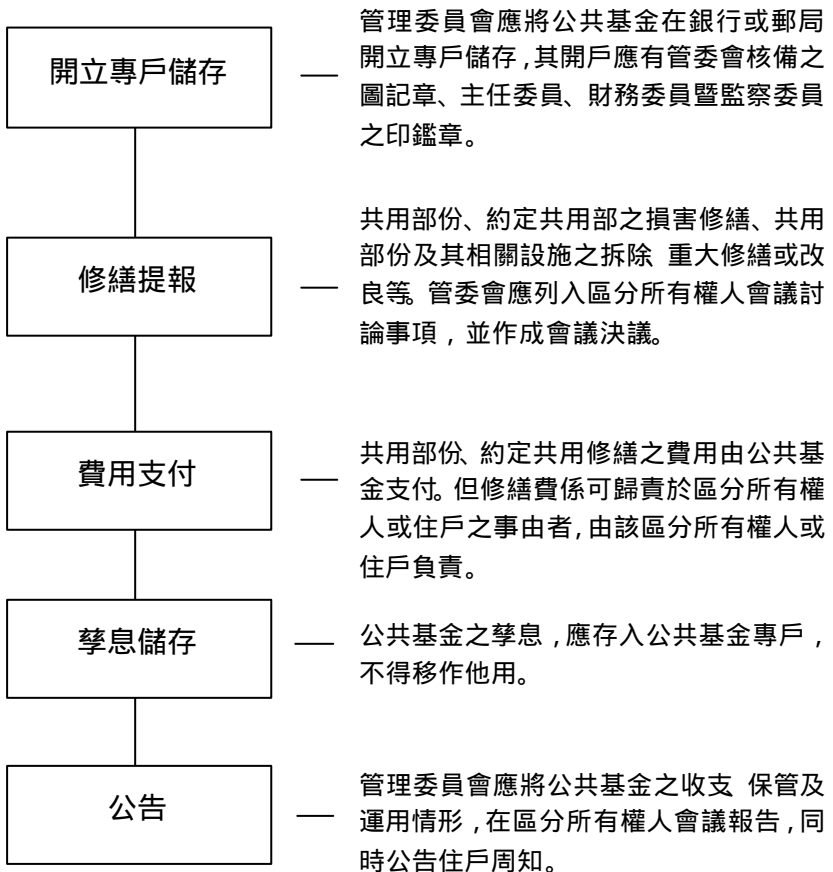 管理委員會應將公共基金在銀行或郵局
開立專戶儲存,其開戶應有管委會核備之
圖記章、主任委員、財務委員暨監察委員
之印鑑章。
開立專戶儲存
共用部份、約定共用部之損害修繕、共用
部份及其相關設施之拆除 重大修繕或改
良等。管委會應列入區分所有權人會議討
論事項,並作成會議決議。
修繕提報
共用部份、約定共用修繕之費用由公共基
金支付。但修繕費係可歸責於區分所有權
人或住戶之事由者,由該區分所有權人或
住戶負責。
費用支付
公共基金之孳息,應存入公共基金專戶,
不得移作他用。
孳息儲存
管理委員會應將公共基金之收支 保管及
運用情形,在區分所有權人會議報告,同
時公告住戶周知。
公告